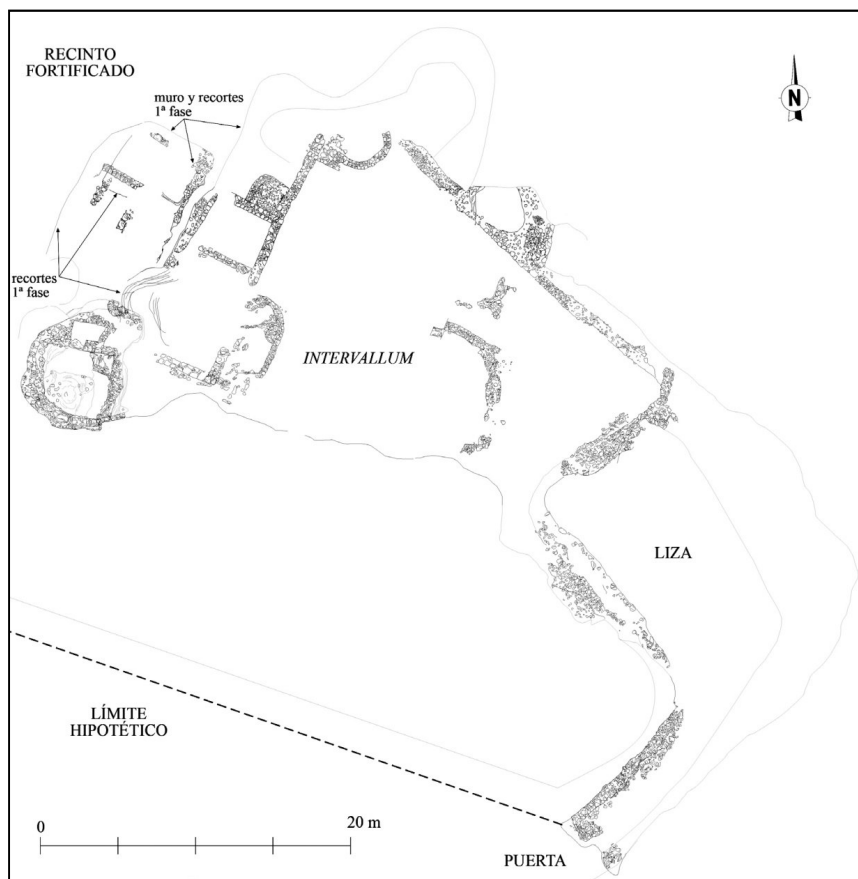 RECINTO
FORTIFICADO
muro y recortes
1ª fase
N
recortes
1ª fase
INTERVALLUM
LIZA
LÍMITE
HIPOTÉTICO
0
20 m
PUERTA